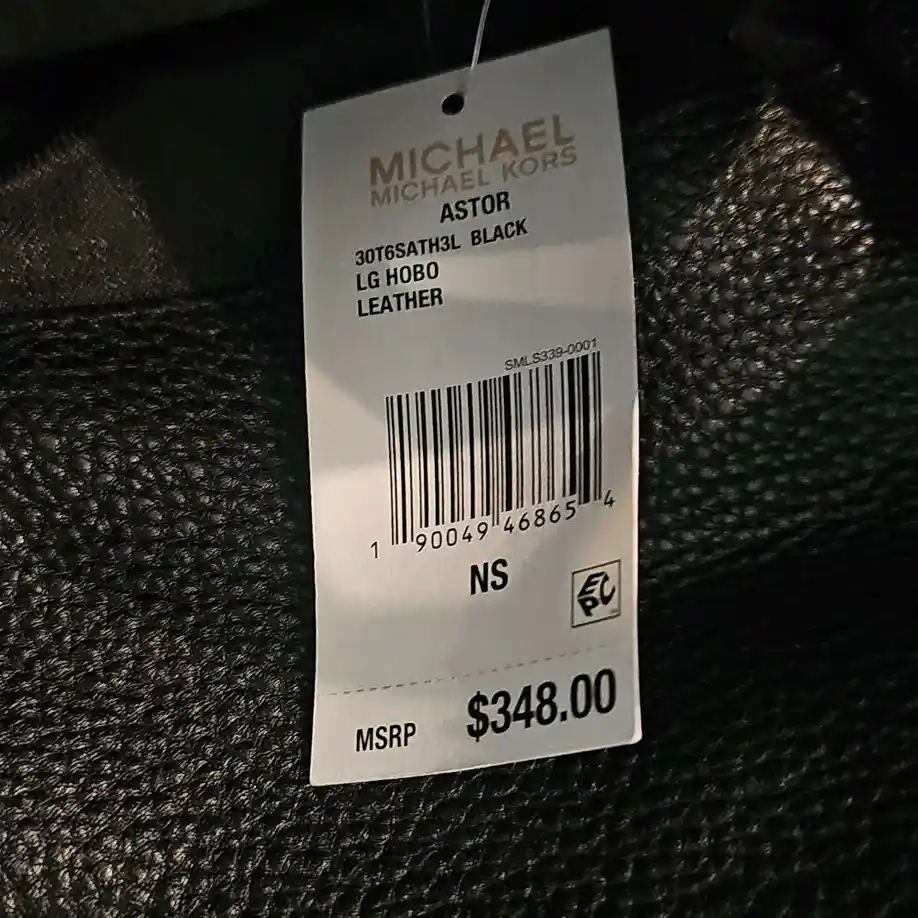 MICHAEL
MICHAEL KORS
ASTOR
30T6SATH3L BLACK
LG HOBO
LEATHER
SMLS339-0001
1 90049 46865 4
NS
EPC
MSRP $348.00